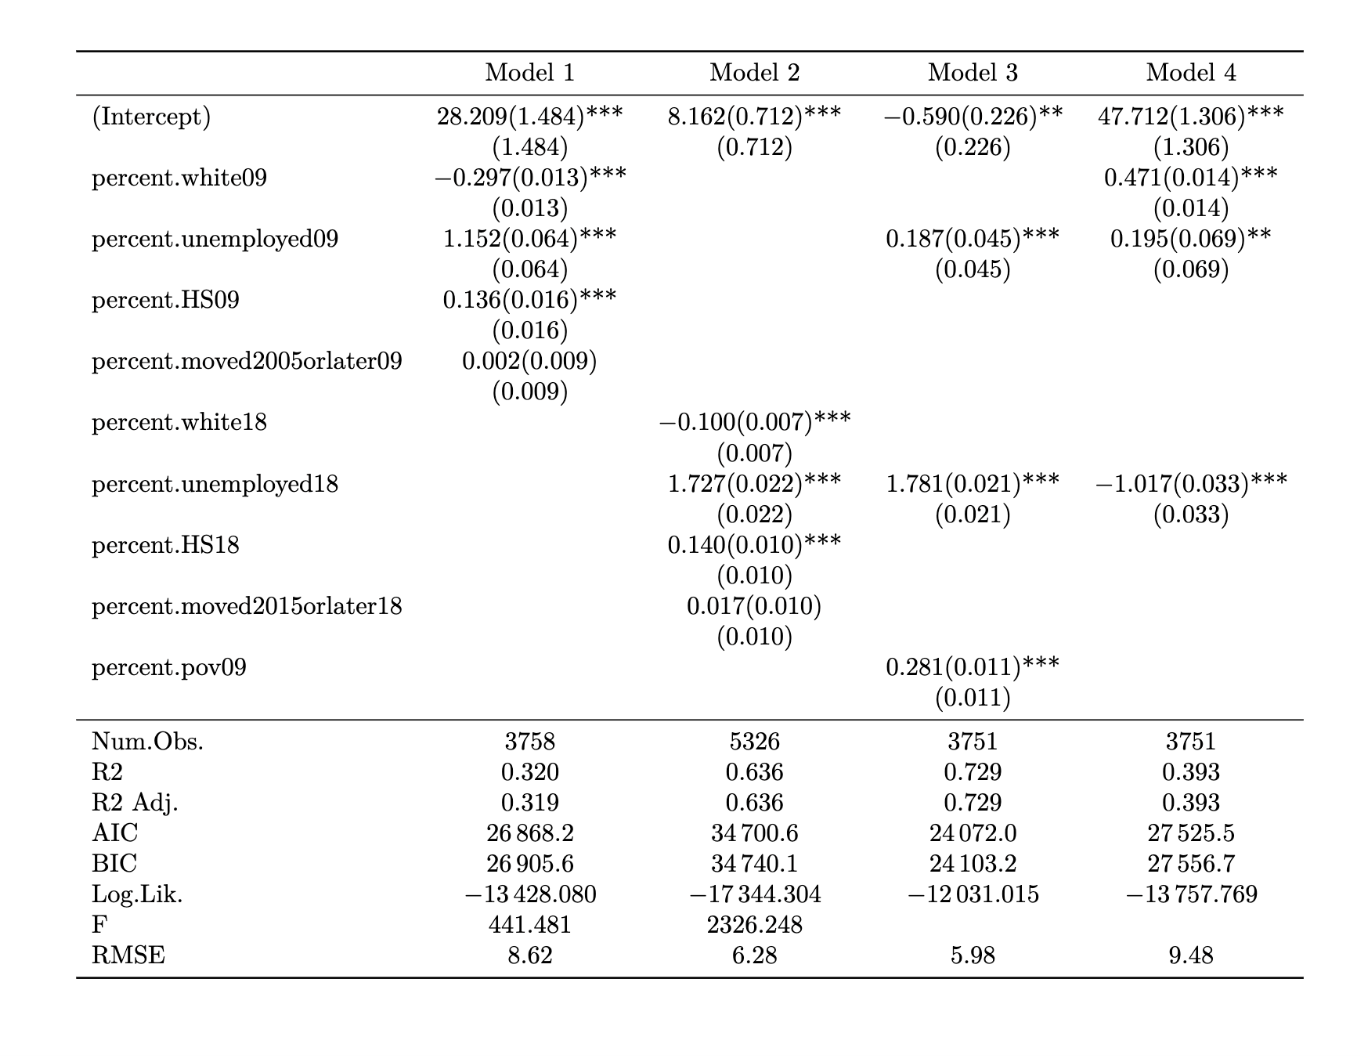 Model 1 Model 2 Model 3 Model 4
(Intercept) 28.209(1.484)*** 8.162(0.712)*** −0.590(0.226)** 47.712(1.306)***
(1.484) (0.712) (0.226) (1.306)
percent.white09 −0.297(0.013)*** 0.471(0.014)***
(0.013) (0.014)
percent.unemployed09 1.152(0.064)*** 0.187(0.045)*** 0.195(0.069)**
(0.064) (0.045) (0.069)
percent.HS09 0.136(0.016)***
(0.016)
percent.moved2005orlater09 0.002(0.009)
(0.009)
percent.white18 −0.100(0.007)***
(0.007)
percent.unemployed18 1.727(0.022)*** 1.781(0.021)*** −1.017(0.033)***
(0.022) (0.021) (0.033)
percent.HS18 0.140(0.010)***
(0.010)
percent.moved2015orlater18 0.017(0.010)
(0.010)
percent.pov09 0.281(0.011)***
(0.011)
Num.Obs. 3758 5326 3751 3751
R2 0.320 0.636 0.729 0.393
R2 Adj. 0.319 0.636 0.729 0.393
AIC 26 868.2 34 700.6 24 072.0 27 525.5
BIC 26 905.6 34 740.1 24 103.2 27 556.7
Log.Lik. −13 428.080 −17 344.304 −12 031.015 −13 757.769
F 441.481 2326.248
RMSE 8.62 6.28 5.98 9.48